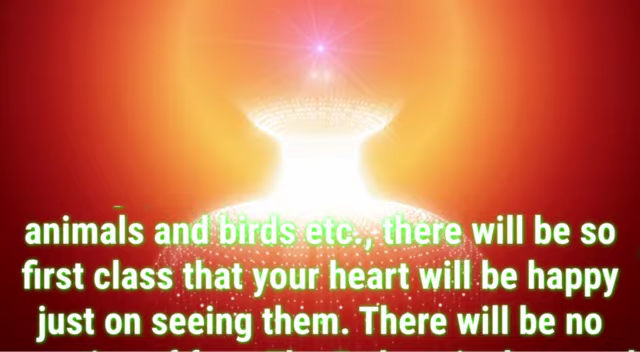 animals and birds etc., there will be so
first class that your heart will be happy
just on seeing them. There will be no